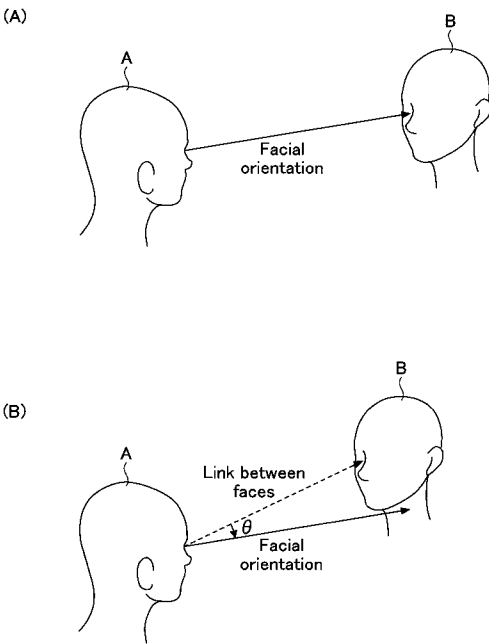 (A)
A
B
Facial
orientation
(B)
A
B
Link between
faces
θ
Facial
orientation